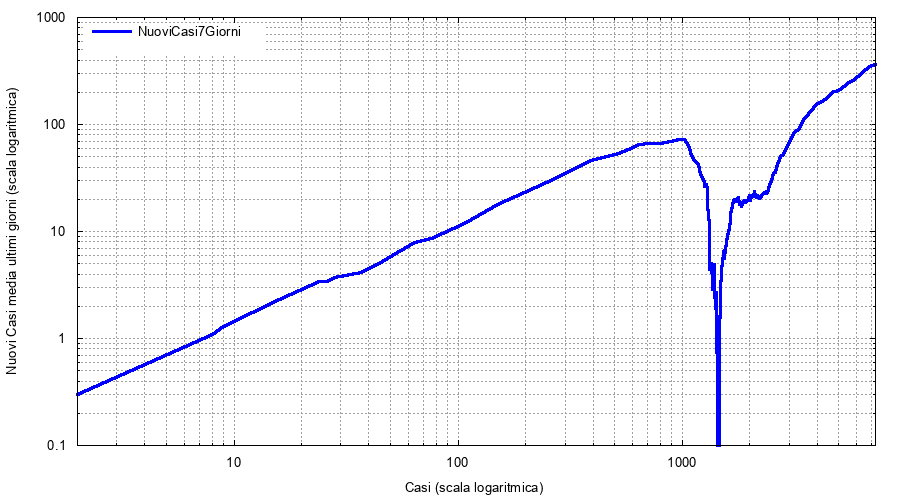 1000
NuoviCasi7Giorni
100
10
1
0.1
Nuovi Casi media ultimi giorni (scala logaritmica)
10
100
1000
Casi (scala logaritmica)